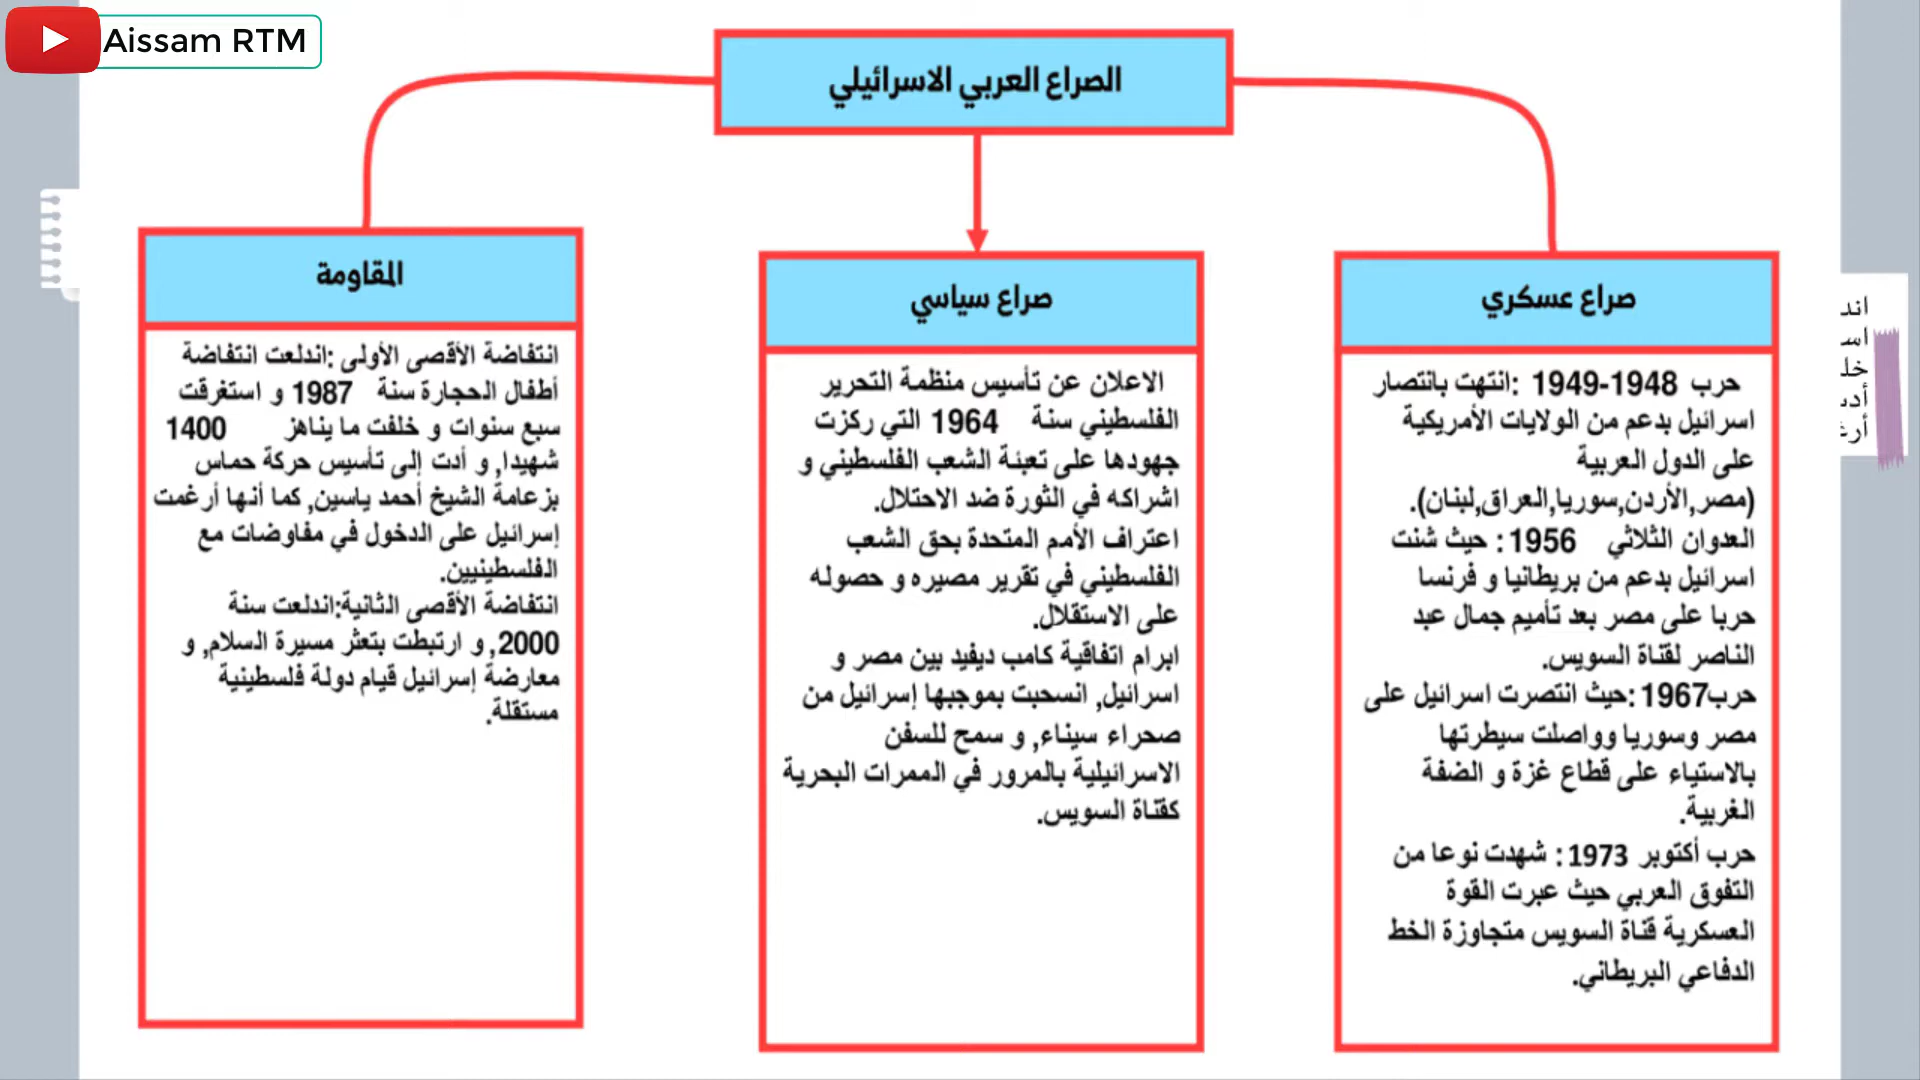 Aissam RTM
الصراع العربي الاسرائيلي
صراع عسكري
حرب 1948-1949 :انتهت بانتصار
اسرائيل بدعم من الولايات الأمريكية
على الدول العربية
(مصر,الأردن,سوريا,العراق,لبنان).
العدوان الثلاثي 1956 : حيث شنت
اسرائيل بدعم من بريطانيا و فرنسا
حربا على مصر بعد تأميم جمال عبد
الناصر لقناة السويس.
حرب1967 :حيث انتصرت اسرائيل على
مصر وسوريا وواصلت سيطرتها
بالاستياء على قطاع غزة و الضفة
الغربية.
حرب أكتوبر 1973 : شهدت نوعا من
التفوق العربي حيث عبرت القوة
العسكرية قناة السويس متجاوزة الخط
الدفاعي البريطاني.
صراع سياسي
الاعلان عن تأسيس منظمة التحرير
الفلسطيني سنة 1964 التي ركزت
جهودها على تعبئة الشعب الفلسطيني و
اشراكه في الثورة ضد الاحتلال.
اعتراف الأمم المتحدة بحق الشعب
الفلسطيني في تقرير مصيره و حصوله
على الاستقلال.
ابرام اتفاقية كامب ديفيد بين مصر و
اسرائيل, انسحبت بموجبها إسرائيل من
صحراء سيناء, و سمح للسفن
الاسرائيلية بالمرور في الممرات البحرية
كقناة السويس.
المقاومة
انتفاضة الأقصى الأولى :اندلعت انتفاضة
أطفال الحجارة سنة 1987 و استغرقت
سبع سنوات و خلفت ما يناهز 1400
شهيدا, و أدت إلى تأسيس حركة حماس
بزعامة الشيخ أحمد ياسين, كما أنها أرغمت
إسرائيل على الدخول في مفاوضات مع
الفلسطينيين.
انتفاضة الأقصى الثانية:اندلعت سنة
2000, و ارتبطت بتعثر مسيرة السلام, و
معارضة إسرائيل قيام دولة فلسطينية
مستقلة.